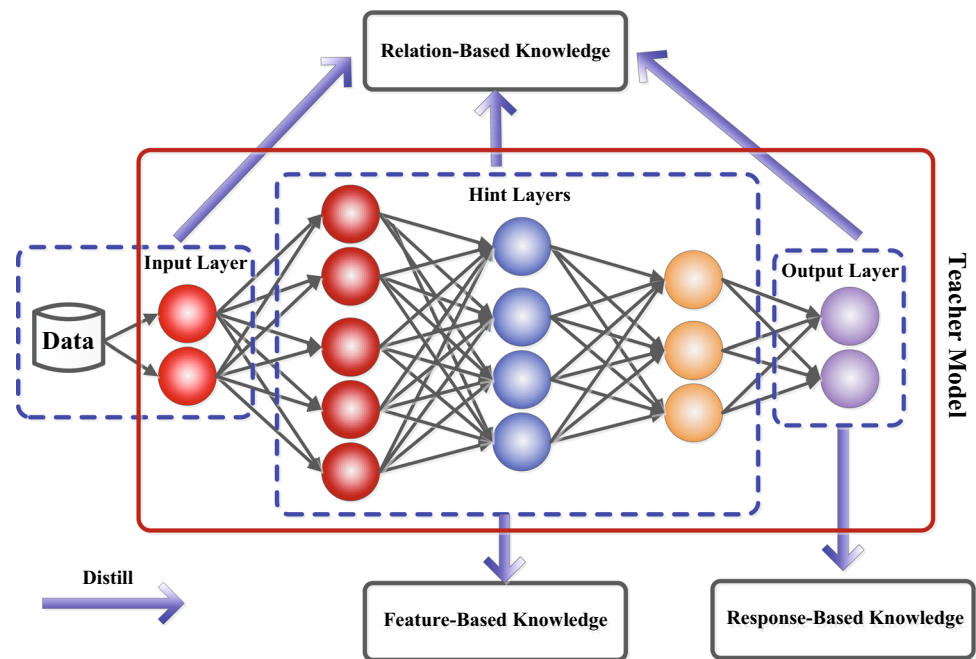 Relation-Based Knowledge
Hint Layers
Input Layer
Output Layer
Data
Teacher Model
Distill
Feature-Based Knowledge
Response-Based Knowledge